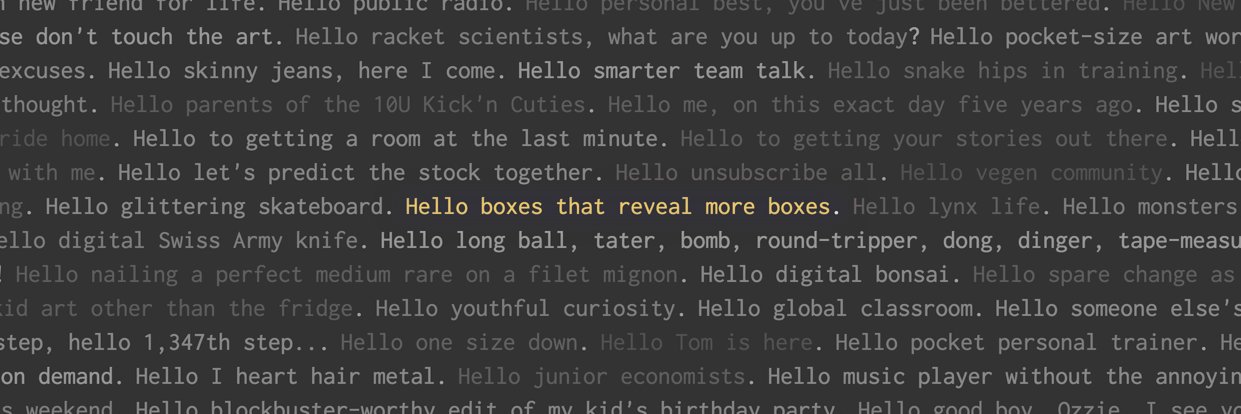 new friend for life. Hello public radio. Hello personal best, you've just been bettered. Hello New
se don't touch the art. Hello racket scientists, what are you up to today? Hello pocket-size art wor
excuses. Hello skinny jeans, here I come. Hello smarter team talk. Hello snake hips in training. Hel
thought. Hello parents of the 10U Kick'n Cuties. Hello me, on this exact day five years ago. Hello s
ride home. Hello to getting a room at the last minute. Hello to getting your stories out there. Hell
with me. Hello let's predict the stock together. Hello unsubscribe all. Hello vegen community. Hello
ng. Hello glittering skateboard. Hello boxes that reveal more boxes. Hello lynx life. Hello monsters
ello digital Swiss Army knife. Hello long ball, tater, bomb, round-tripper, dong, dinger, tape-measu
! Hello nailing a perfect medium rare on a filet mignon. Hello digital bonsai. Hello spare change as
kid art other than the fridge. Hello youthful curiosity. Hello global classroom. Hello someone else's
step, hello 1,347th step... Hello one size down. Hello Tom is here. Hello pocket personal trainer. He
on demand. Hello I heart hair metal. Hello junior economists. Hello music player without the annoyin
s weekend. Hello blockbuster-worthy edit of my kid's birthday party. Hello good boy, Ozzie. I see yo